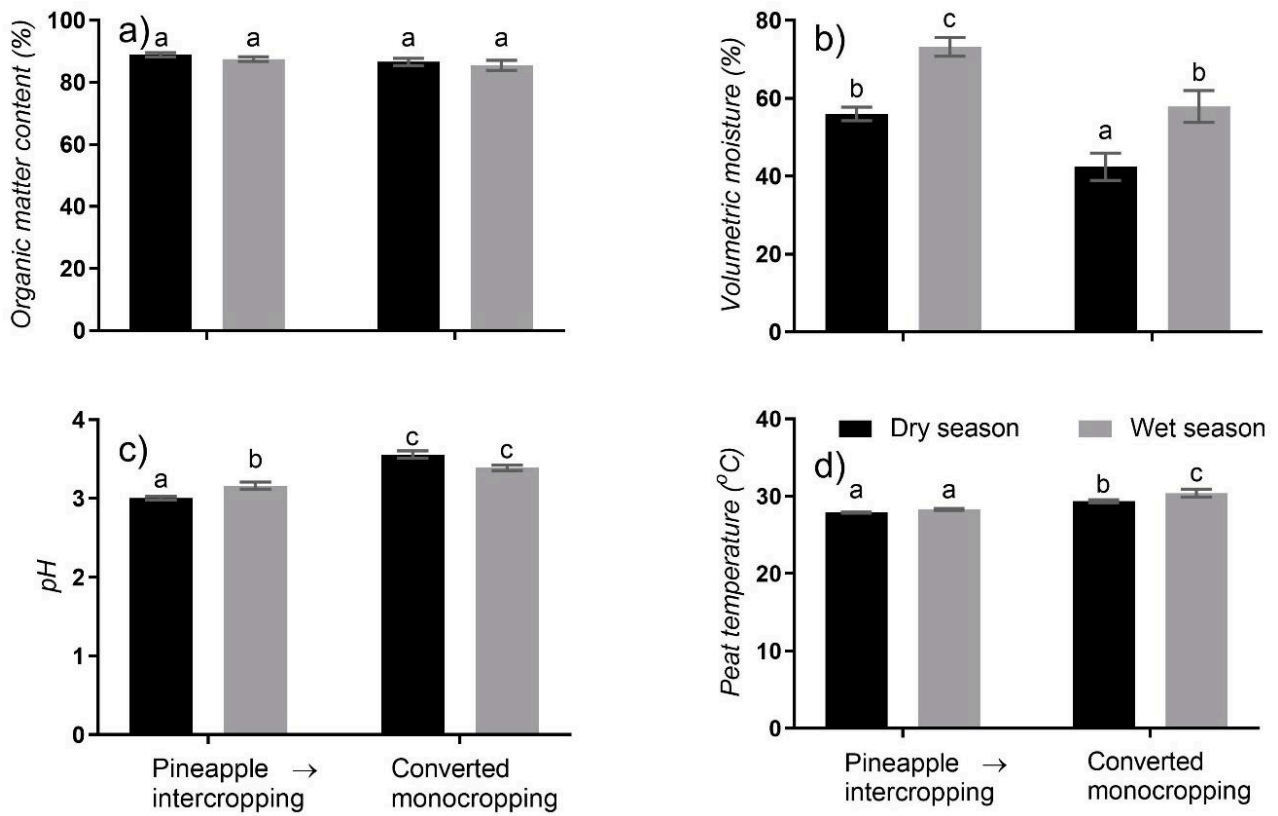 a)
Organic matter content (%)
100
80
60
40
20
0
a a a a
b)
Volumetric moisture (%)
80
60
40
20
0
b c a b
c)
pH
4
3
2
1
0
a b c c
Pineapple → Converted
intercropping monocropping
d)
Dry season Wet season
Peat temperature (⁰C)
40
30
20
10
0
a a b c
Pineapple → Converted
intercropping monocropping